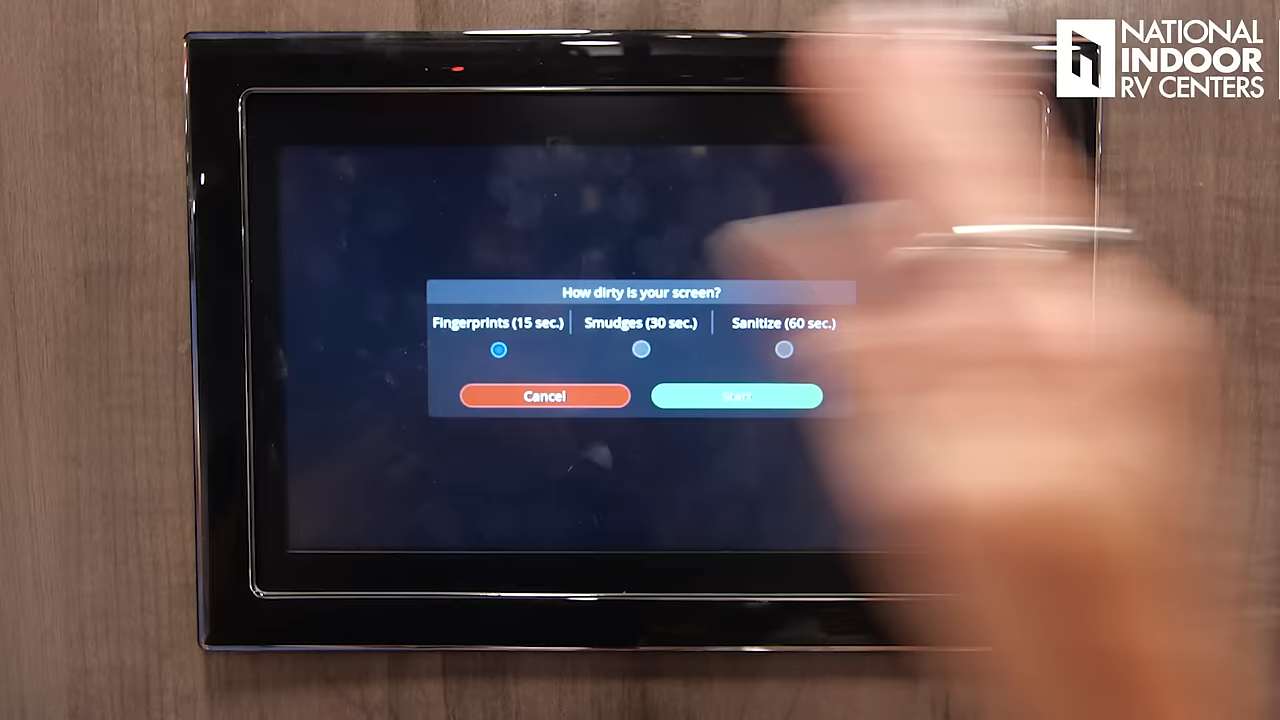 NATIONAL
INDOOR
RV CENTERS
How dirty is your screen?
Fingerprints (15 sec.)
Smudges (30 sec.)
Sanitize (60 sec.)
Cancel
Start